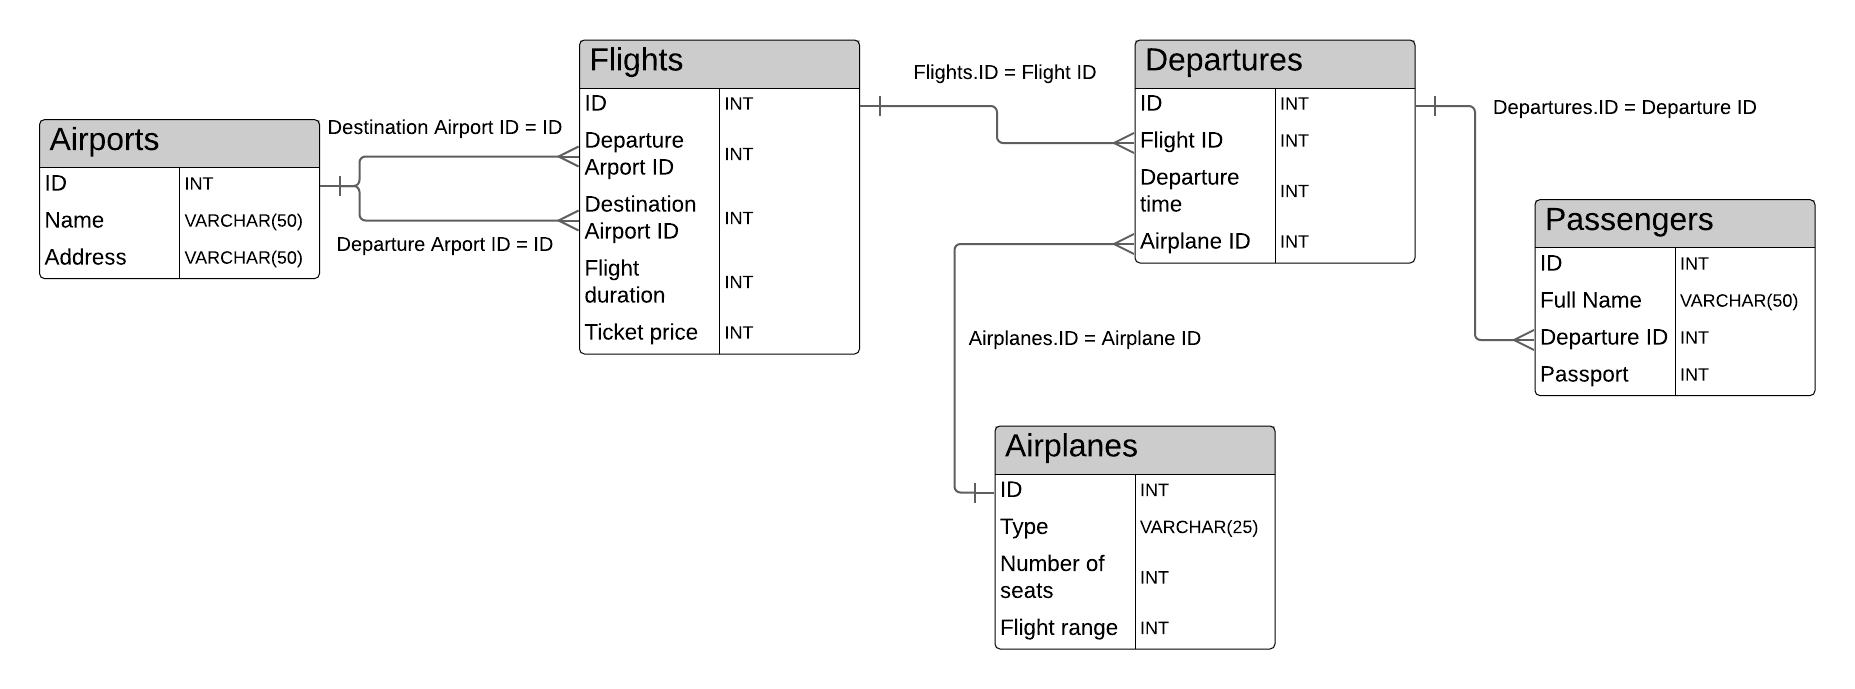 Airports
ID INT
Name VARCHAR(50)
Address VARCHAR(50)
Destination Airport ID = ID
Departure Arport ID = ID
Flights
ID INT
Departure
Arport ID INT
Destination
Airport ID INT
Flight
duration INT
Ticket price INT
Flights.ID = Flight ID
Departures
ID INT
Flight ID INT
Departure
time INT
Airplane ID INT
Departures.ID = Departure ID
Passengers
ID INT
Full Name VARCHAR(50)
Departure ID INT
Passport INT
Airplanes.ID = Airplane ID
Airplanes
ID INT
Type VARCHAR(25)
Number of
seats INT
Flight range INT